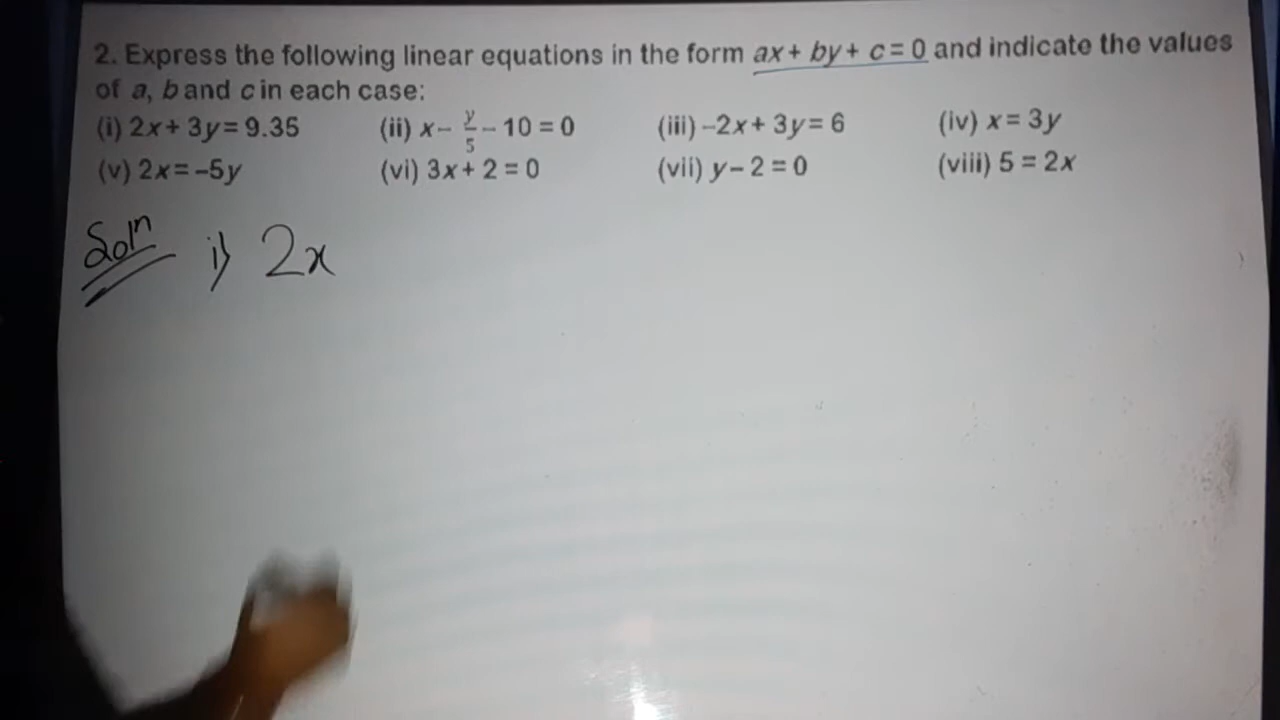 2. Express the following linear equations in the form ax + by + c = 0 and indicate the values
of a, b and c in each case:
(i) 2x + 3y = 9.35 (ii) x - y/5 - 10 = 0 (iii) -2x + 3y = 6 (iv) x = 3y
(v) 2x = -5y (vi) 3x + 2 = 0 (vii) y - 2 = 0 (viii) 5 = 2x
Soln i) 2x